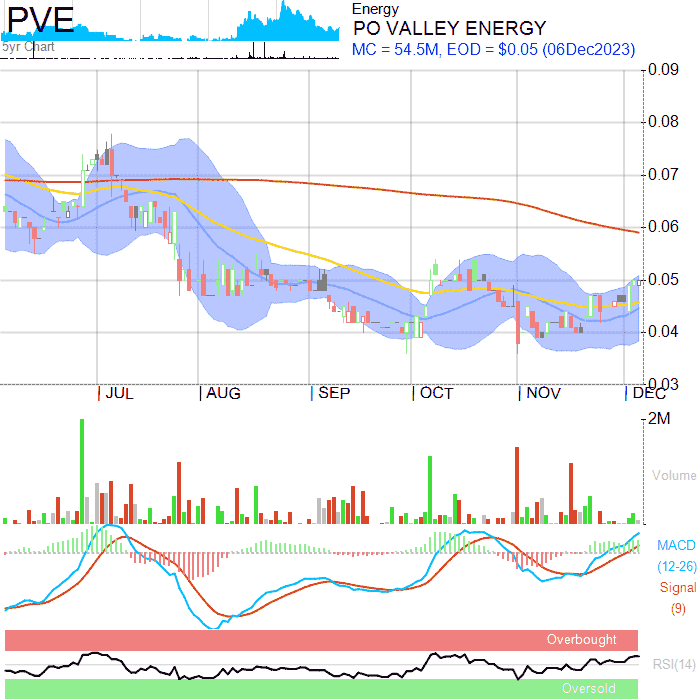 PVE
5yr Chart
Energy
PO VALLEY ENERGY
MC = 54.5M, EOD = $0.05 (06Dec2023)
0.09
0.08
0.07
0.06
0.05
0.04
0.03
JUL AUG SEP OCT NOV DEC
2M
Volume
MACD
(12-26)
Signal
(9)
Overbought
RSI(14)
Oversold